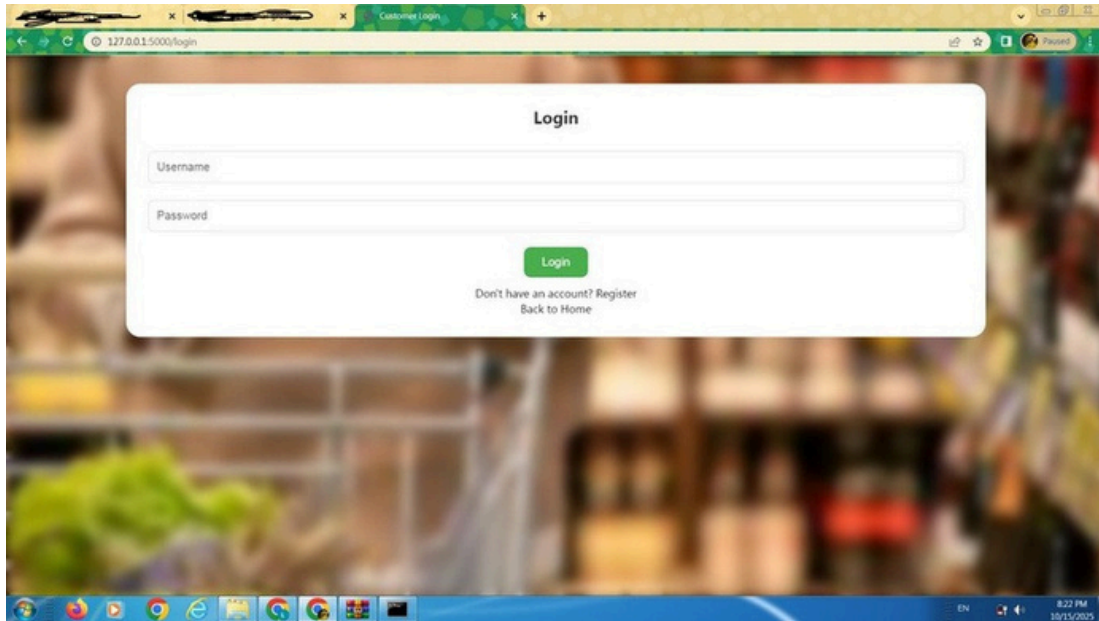 Customer Login
127.0.0.1:5000/login
Paused
Login
Username
Password
Login
Don't have an account? Register
Back to Home
EN
8:22 PM
10/15/2025